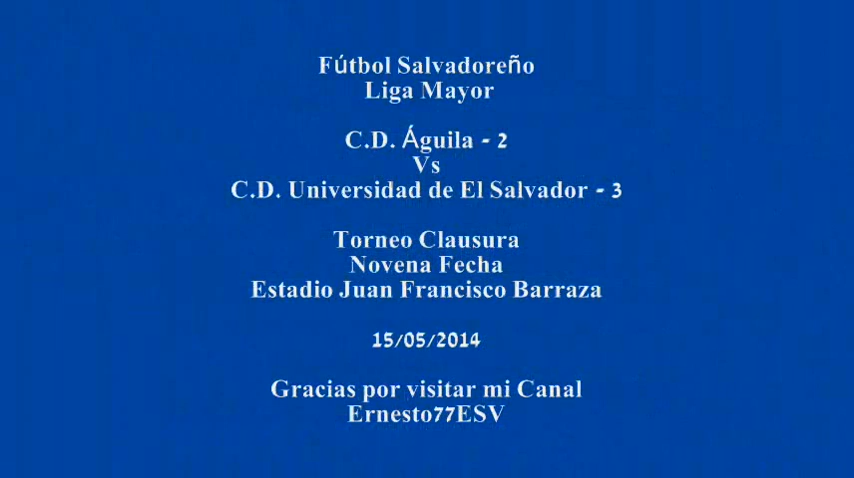 Fútbol Salvadoreño
Liga Mayor
C.D. Águila - 2
Vs
C.D. Universidad de El Salvador - 3
Torneo Clausura
Novena Fecha
Estadio Juan Francisco Barraza
15/05/2014
Gracias por visitar mi Canal
Ernesto77ESV